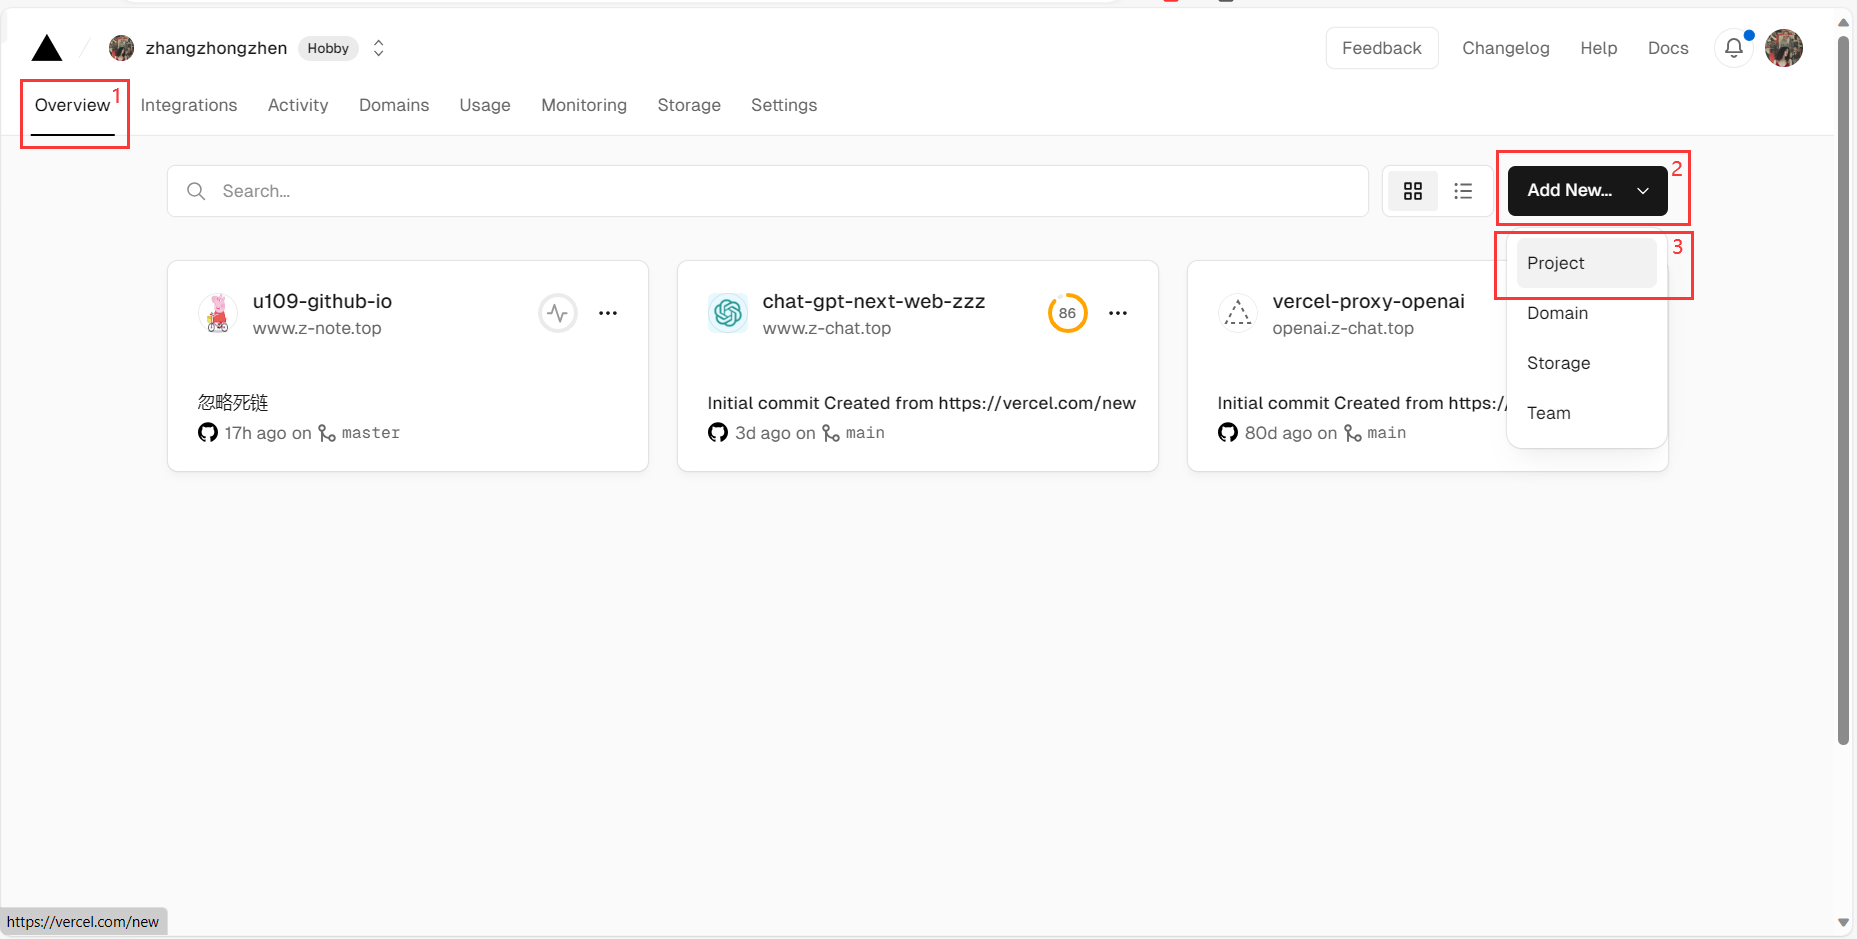 zhangzhongzhen Hobby
Feedback Changelog Help Docs
Overview 1 Integrations Activity Domains Usage Monitoring Storage Settings
Search...
Add New... 2
Project 3
Domain
Storage
Team
u109-github-io
www.z-note.top
忽略死链
17h ago on master
chat-gpt-next-web-zzz
www.z-chat.top
86
Initial commit Created from https://vercel.com/new
3d ago on main
vercel-proxy-openai
openai.z-chat.top
Initial commit Created from https:/
80d ago on main
https://vercel.com/new